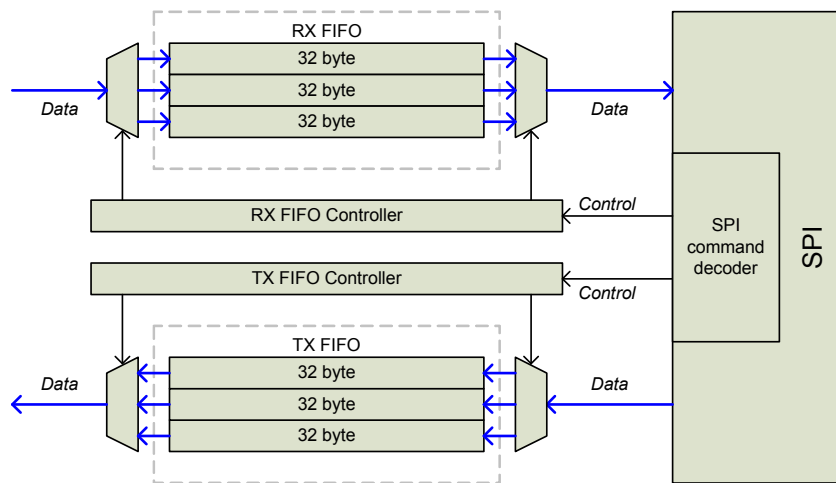 RX FIFO
32 byte
32 byte
32 byte
Data
Data
RX FIFO Controller
Control
SPI
command
decoder
SPI
TX FIFO Controller
Control
TX FIFO
32 byte
32 byte
32 byte
Data
Data